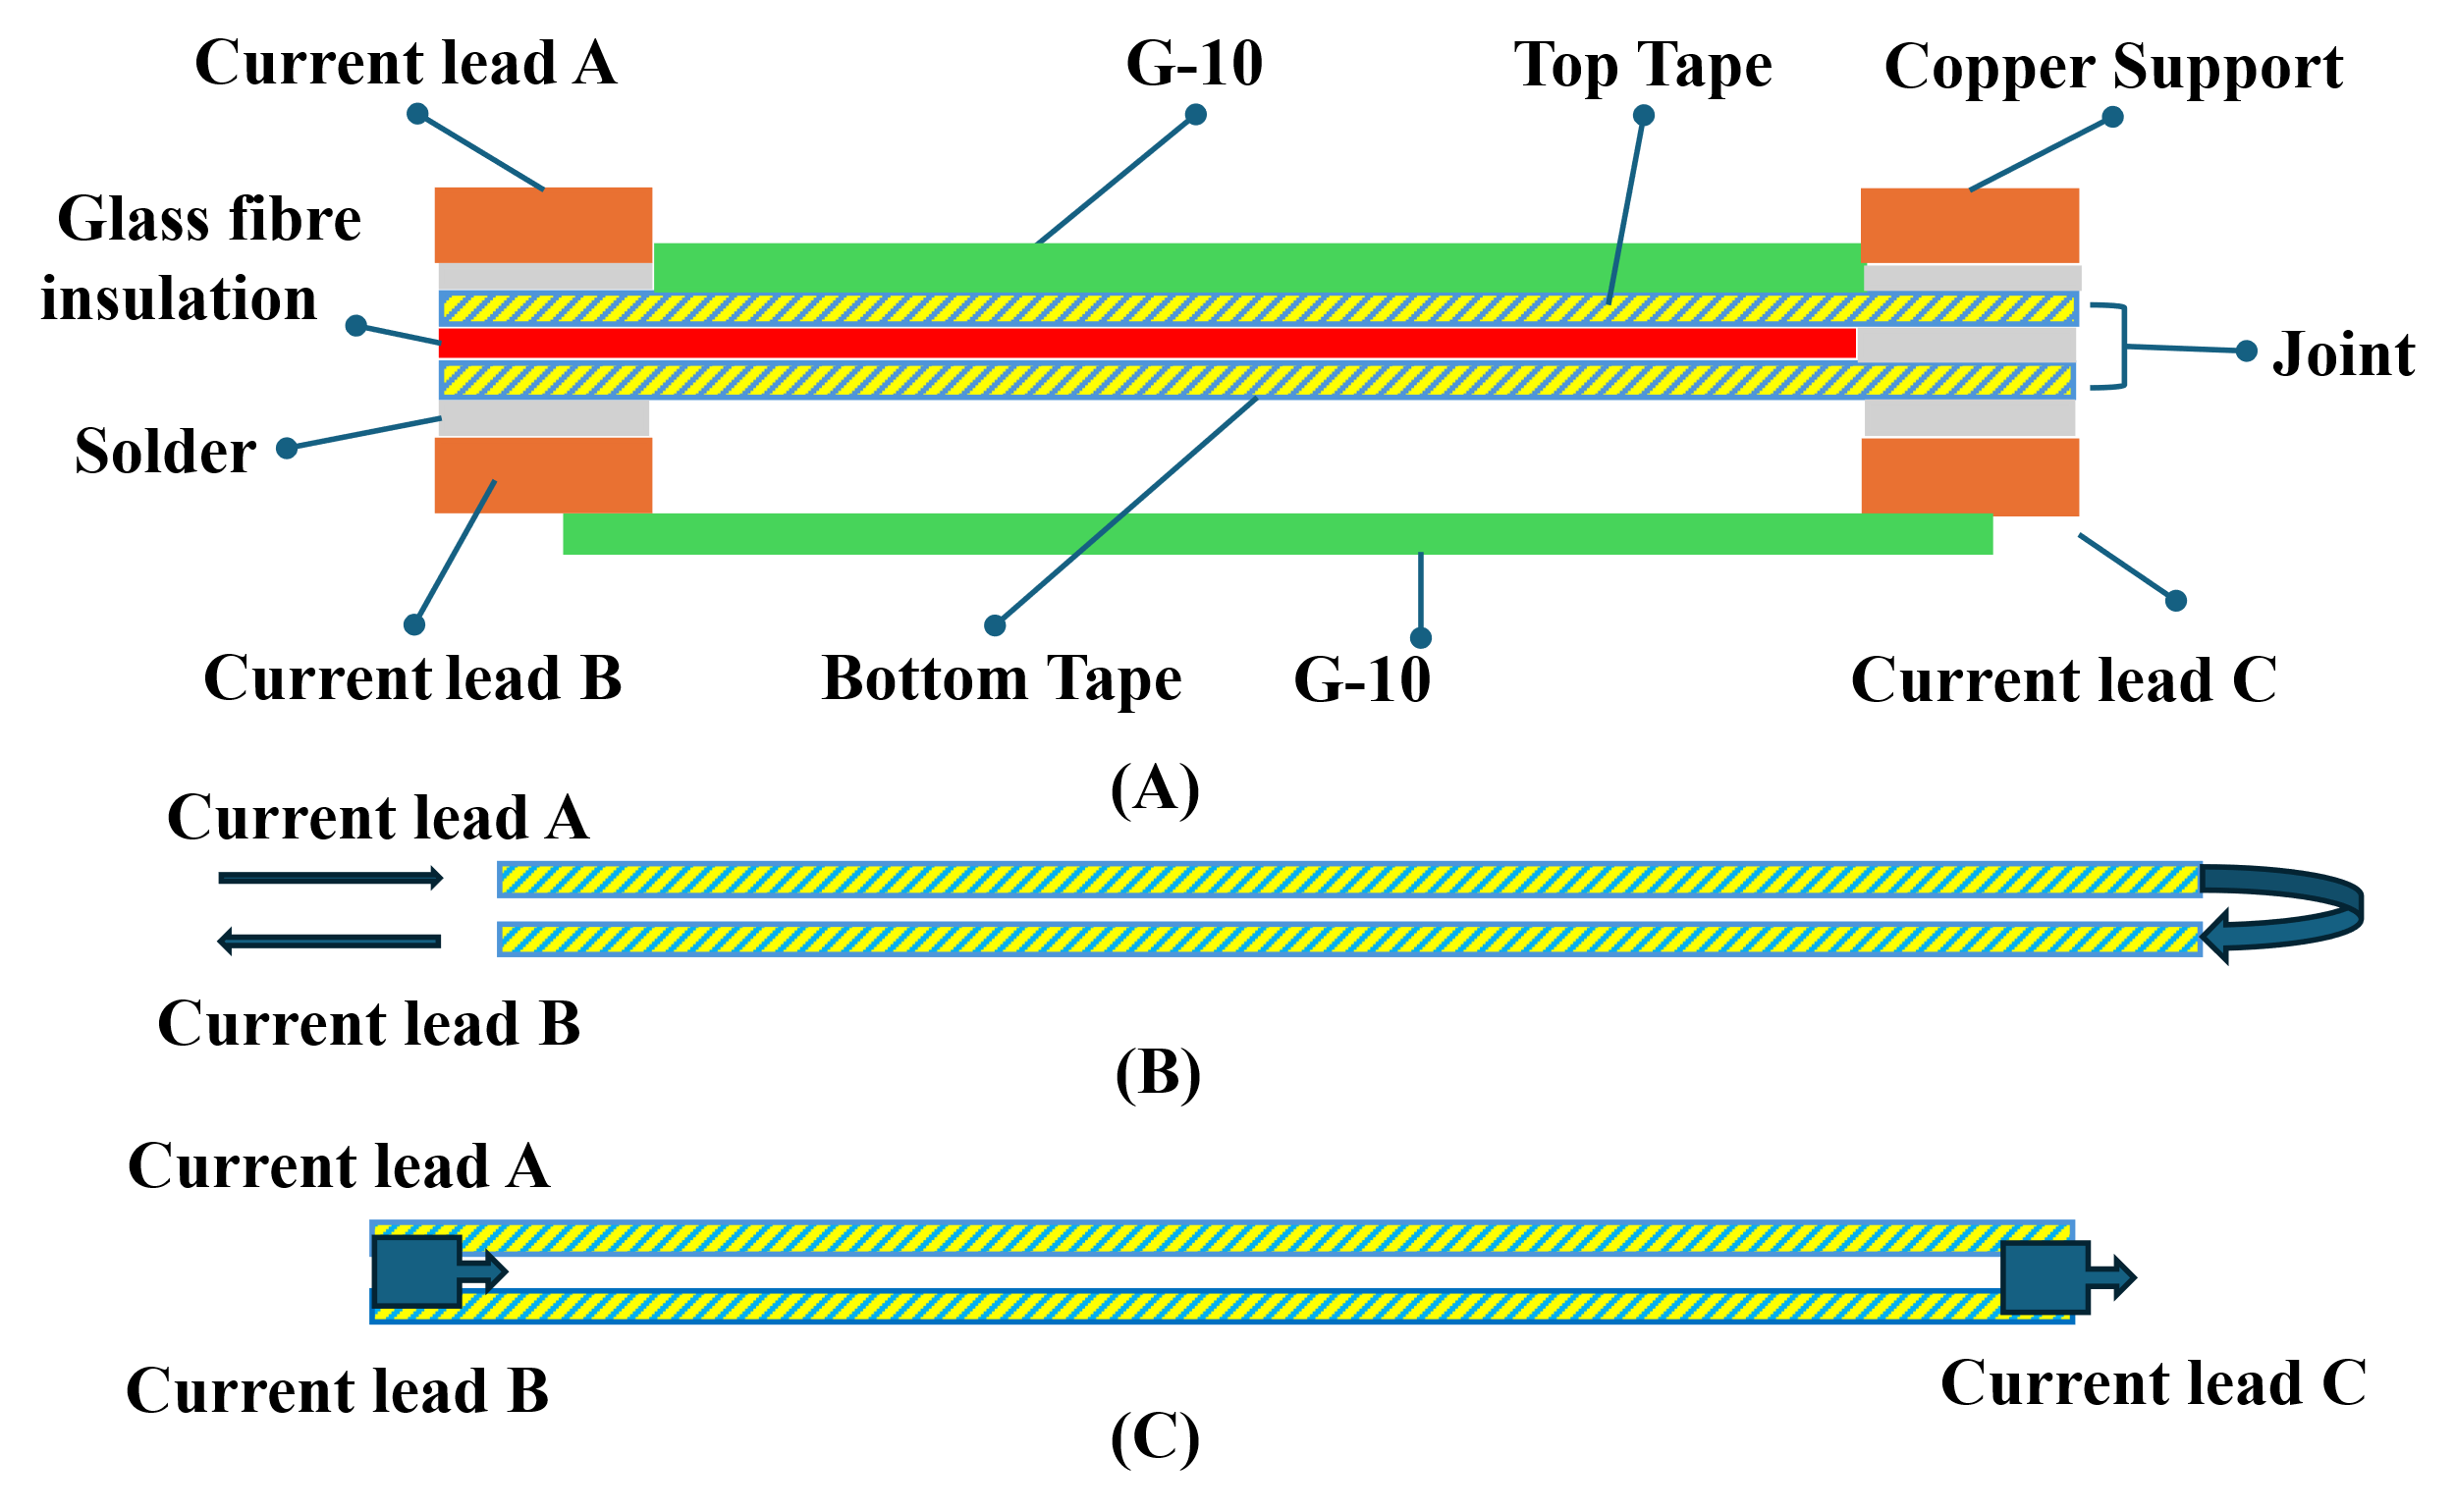 Current lead A
G-10
Top Tape
Copper Support
Glass fibre
insulation
Joint
Solder
Current lead B
Bottom Tape
G-10
Current lead C
(A)
Current lead A
Current lead B
(B)
Current lead A
Current lead B
Current lead C
(C)